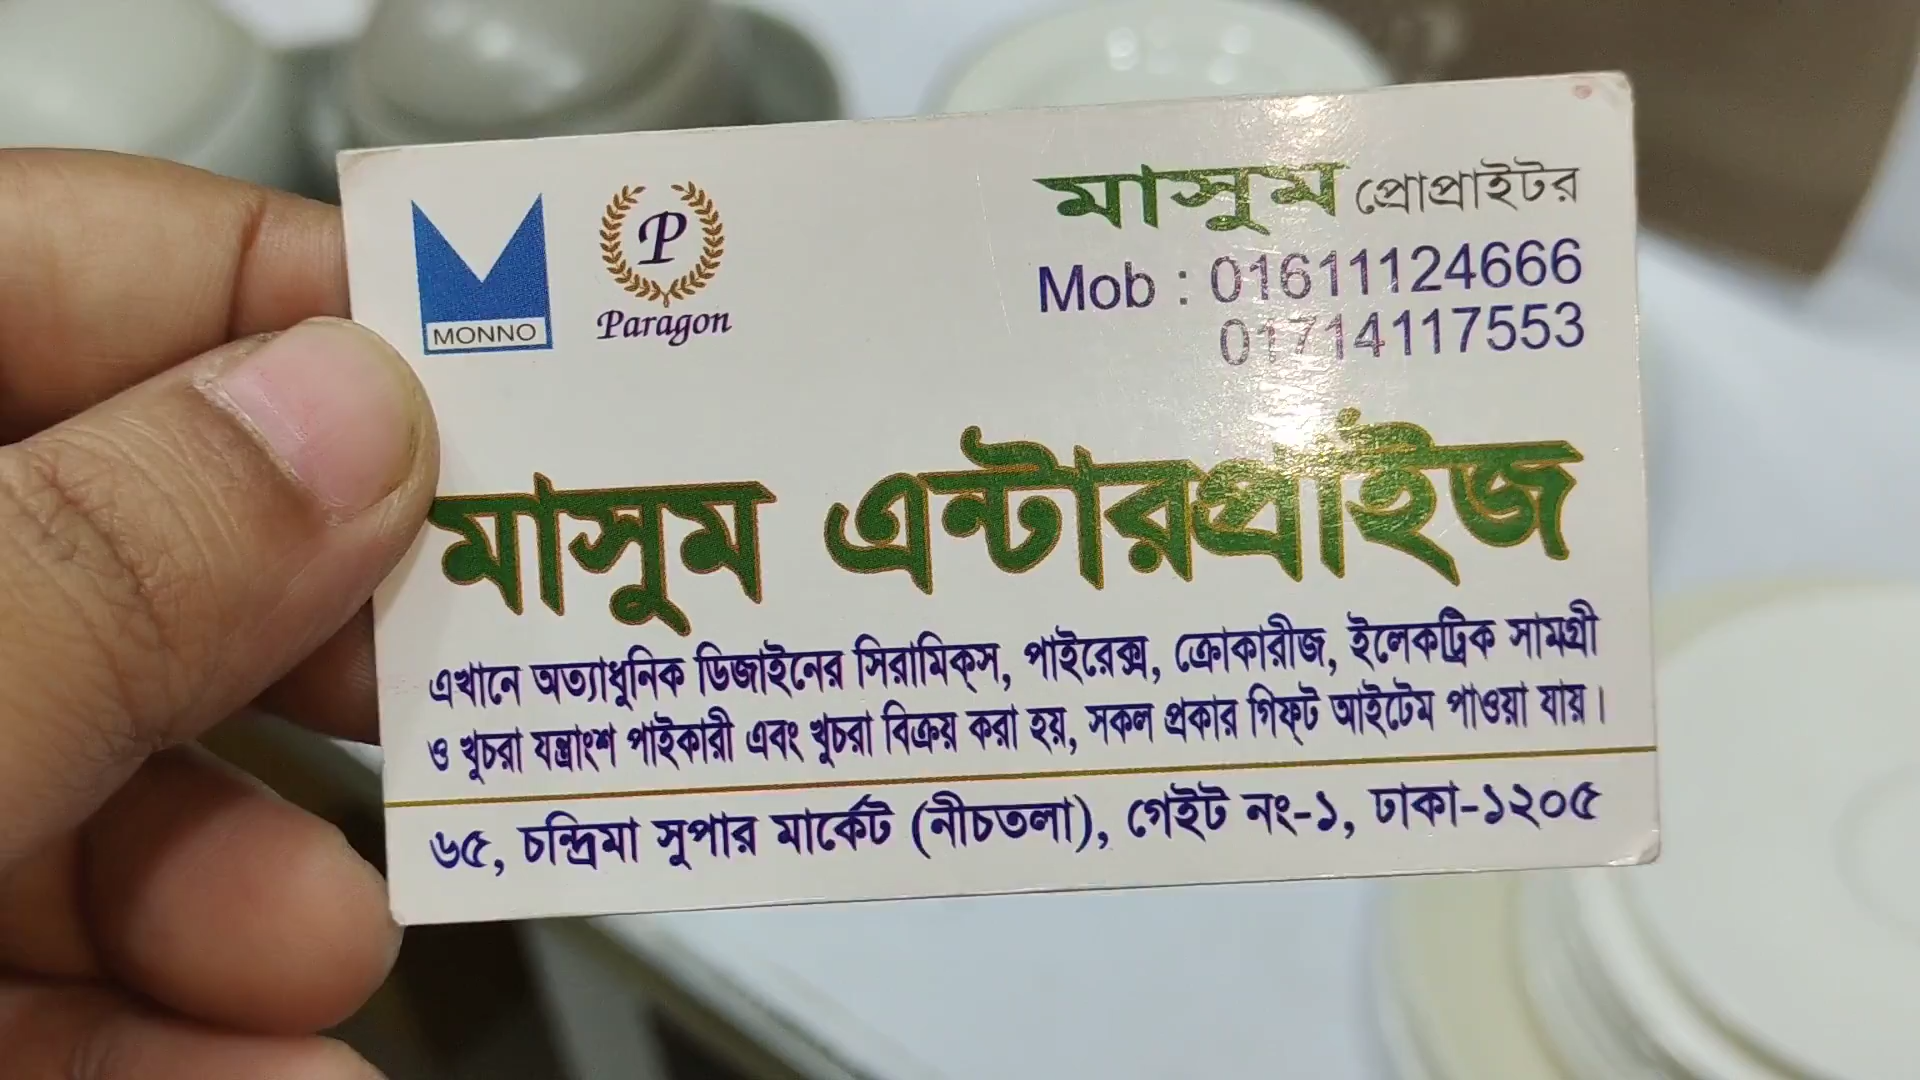 MONNO
P
Paragon
মাসুম প্রোপ্রাইটর
Mob : 01611124666
01714117553
মাসুম এন্টারপ্রাইজ
এখানে অত্যাধুনিক ডিজাইনের সিরামিক্‌স, পাইরেক্স, ক্রোকারীজ, ইলেকট্রিক সামগ্রী
ও খুচরা যন্ত্রাংশ পাইকারী এবং খুচরা বিক্রয় করা হয়, সকল প্রকার গিফ্‌ট আইটেম পাওয়া যায়।
৬৫, চন্দ্রিমা সুপার মার্কেট (নীচতলা), গেইট নং-১, ঢাকা-১২০৫